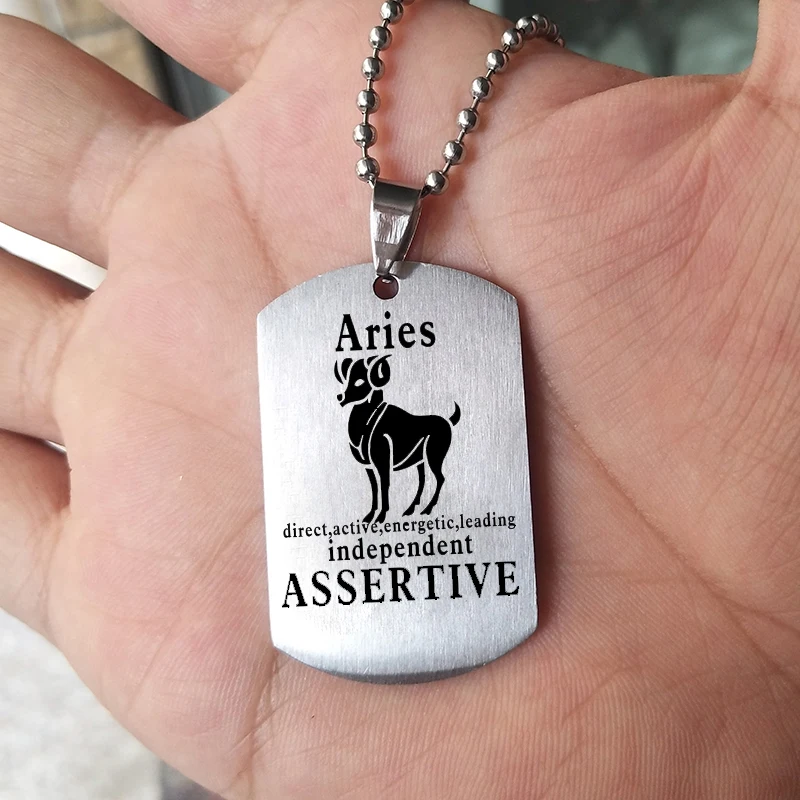 Aries
direct,active,energetic,leading
independent
ASSERTIVE